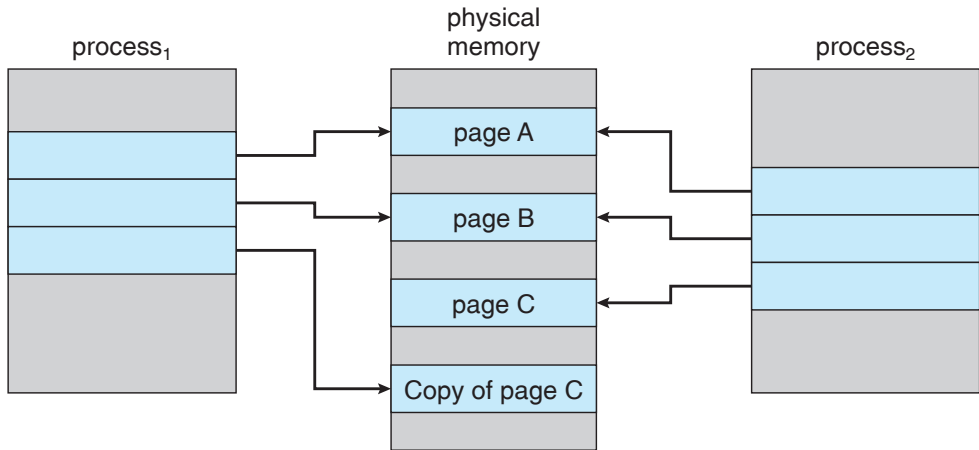 process₁
physical
memory
process₂
page A
page B
page C
Copy of page C